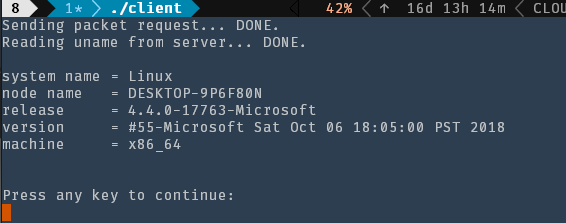 8 1* ./client 42% ↑ 16d 13h 14m CLOU
Sending packet request... DONE.
Reading uname from server... DONE.
system name = Linux
node name   = DESKTOP-9P6F80N
release     = 4.4.0-17763-Microsoft
version     = #55-Microsoft Sat Oct 06 18:05:00 PST 2018
machine     = x86_64
Press any key to continue: